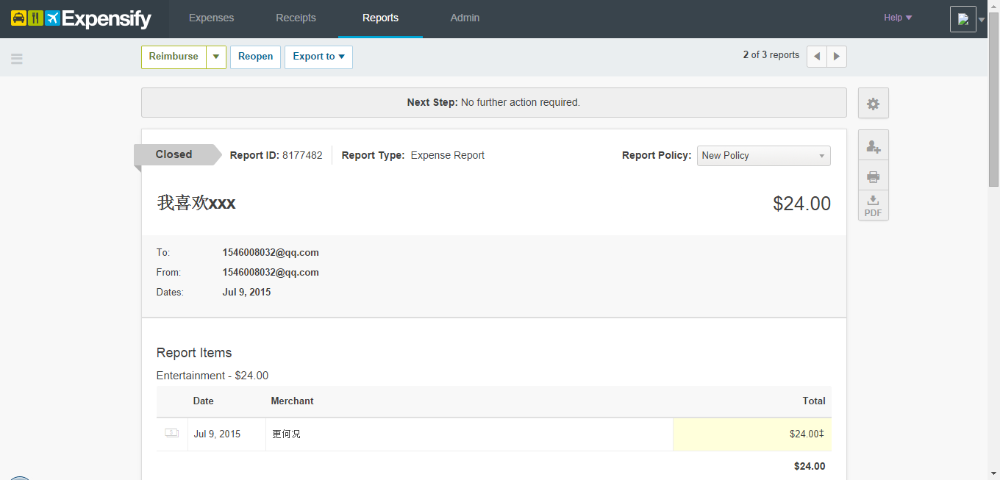 Expensify Expenses Receipts Reports Admin Help
Reimburse Reopen Export to 2 of 3 reports
Next Step: No further action required.
Closed Report ID: 8177482 Report Type: Expense Report Report Policy: New Policy
PDF
我喜欢xxx $24.00
To: 1546008032@qq.com
From: 1546008032@qq.com
Dates: Jul 9, 2015
Report Items
Entertainment - $24.00
Date Merchant Total
Jul 9, 2015 更何况 $24.00‡
$24.00